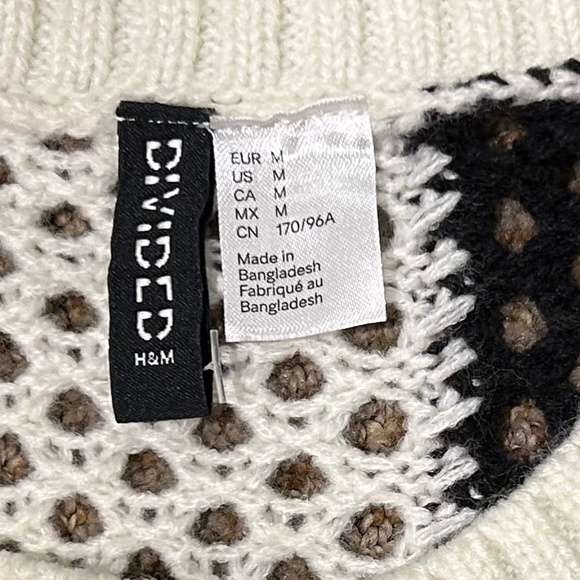 DIVIDED
H&M
EUR M
US M
CA M
MX M
CN 170/96A
Made in
Bangladesh
Fabriqué au
Bangladesh